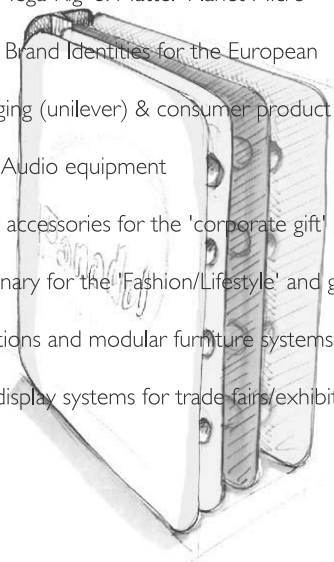 Brand Identities for the European
ging (unilever) & consumer product
Audio equipment
accessories for the 'corporate gift'
nary for the 'Fashion/Lifestyle' and g
tions and modular furniture systems
display systems for trade fairs/exhibit